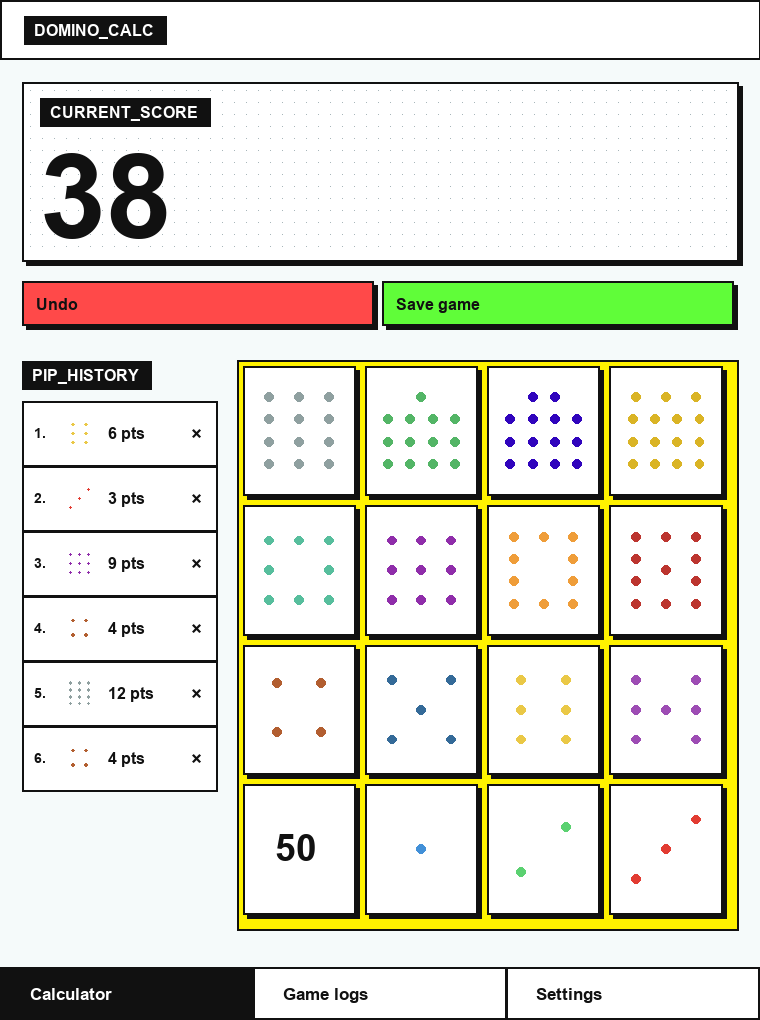 DOMINO_CALC
CURRENT_SCORE
38
Undo
Save game
PIP_HISTORY
1. 6 pts ×
2. 3 pts ×
3. 9 pts ×
4. 4 pts ×
5. 12 pts ×
6. 4 pts ×
50
Calculator
Game logs
Settings